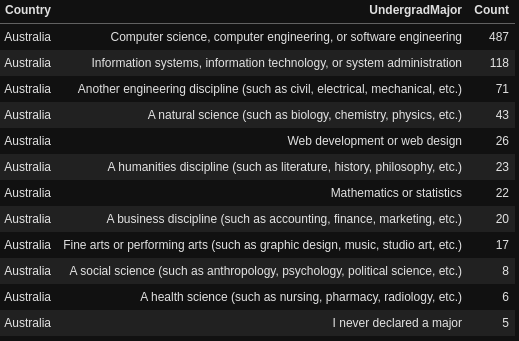 Country UndergradMajor Count
Australia Computer science, computer engineering, or software engineering 487
Australia Information systems, information technology, or system administration 118
Australia Another engineering discipline (such as civil, electrical, mechanical, etc.) 71
Australia A natural science (such as biology, chemistry, physics, etc.) 43
Australia Web development or web design 26
Australia A humanities discipline (such as literature, history, philosophy, etc.) 23
Australia Mathematics or statistics 22
Australia A business discipline (such as accounting, finance, marketing, etc.) 20
Australia Fine arts or performing arts (such as graphic design, music, studio art, etc.) 17
Australia A social science (such as anthropology, psychology, political science, etc.) 8
Australia A health science (such as nursing, pharmacy, radiology, etc.) 6
Australia I never declared a major 5